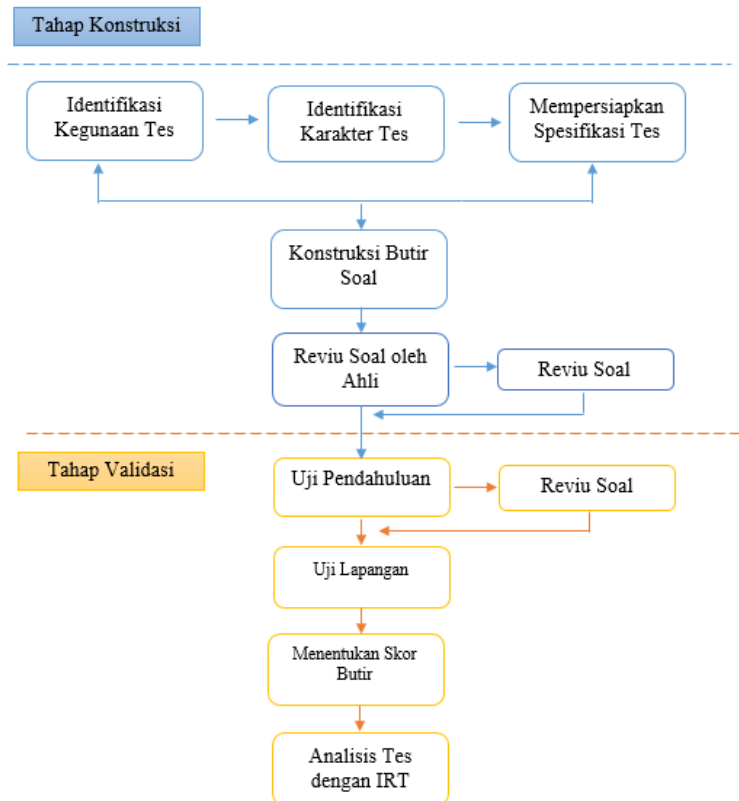 Tahap Konstruksi
Identifikasi
Kegunaan Tes
Identifikasi
Karakter Tes
Mempersiapkan
Spesifikasi Tes
Konstruksi Butir
Soal
Reviu Soal oleh
Ahli
Reviu Soal
Tahap Validasi
Uji Pendahuluan
Reviu Soal
Uji Lapangan
Menentukan Skor
Butir
Analisis Tes
dengan IRT